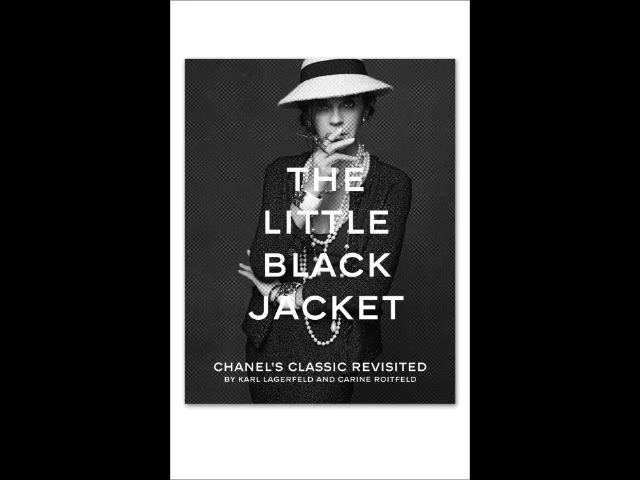 THE
LITTLE
BLACK
JACKET
CHANEL'S CLASSIC REVISITED
BY KARL LAGERFELD AND CARINE ROITFELD